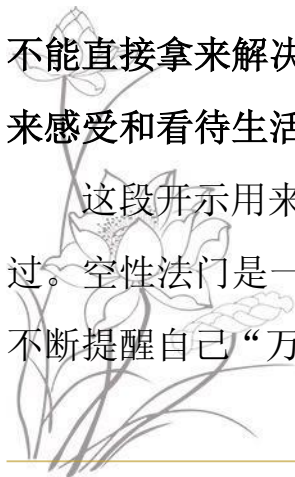 不能直接拿来解决
来感受和看待生活
这段开示用来
过。空性法门是一
不断提醒自己“万